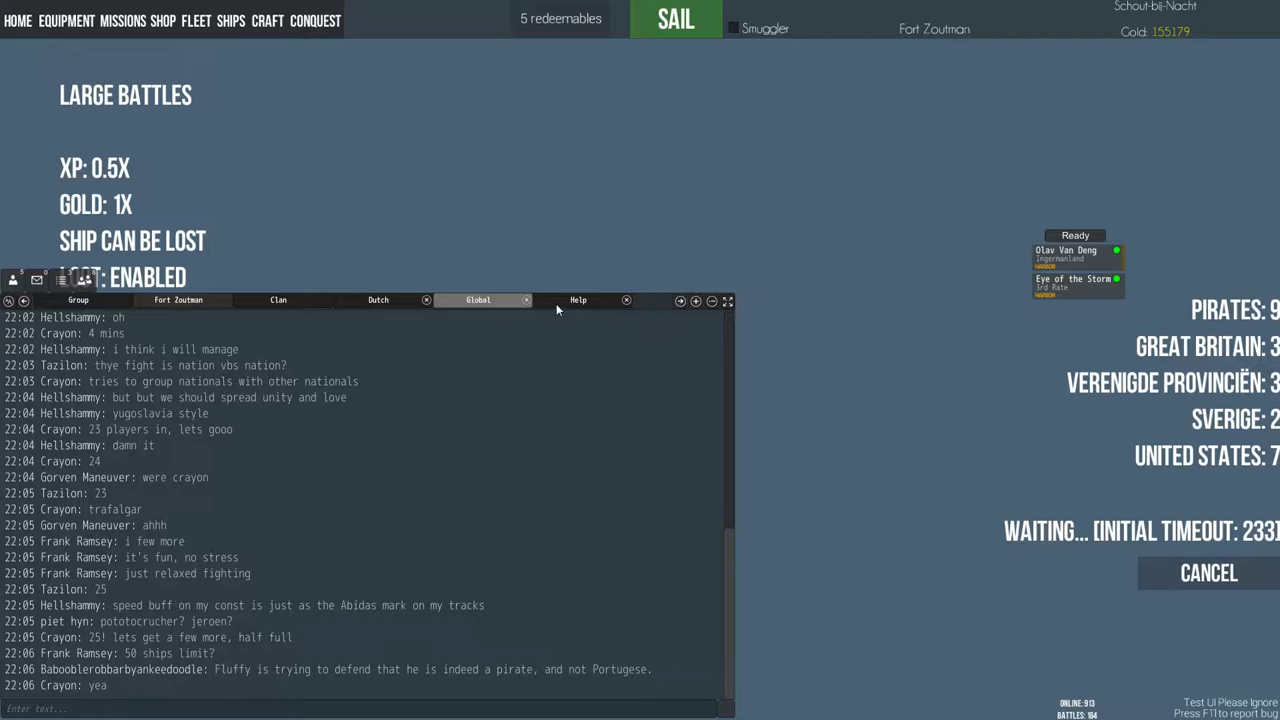 HOME EQUIPMENT MISSIONS SHOP FLEET SHIPS CRAFT CONQUEST
5 redeemables
SAIL
Smuggler
Fort Zoutman
Schout-bij-Nacht
Gold: 155179
LARGE BATTLES
XP: 0.5X
GOLD: 1X
SHIP CAN BE LOST
: ENABLED
Group
Fort Zoutman
Clan
Dutch
Global
Help
22:02 Hellshammy: oh
22:02 Crayon: 4 mins
22:02 Hellshammy: i think i will manage
22:03 Tazilon: thye fight is nation vbs nation?
22:03 Crayon: tries to group nationals with other nationals
22:04 Hellshammy: but but we should spread unity and love
22:04 Hellshammy: yugoslavia style
22:04 Crayon: 23 players in, lets gooo
22:04 Hellshammy: damn it
22:04 Crayon: 24
22:04 Gorven Maneuver: were crayon
22:05 Tazilon: 23
22:05 Crayon: trafalgar
22:05 Gorven Maneuver: ahhh
22:05 Frank Ramsey: i few more
22:05 Frank Ramsey: it's fun, no stress
22:05 Frank Ramsey: just relaxed fighting
22:05 Tazilon: 25
22:05 Hellshammy: speed buff on my const is just as the Abidas mark on my tracks
22:05 piet hyn: pototocrucher? jeroen?
22:05 Crayon: 25! lets get a few more, half full
22:06 Frank Ramsey: 50 ships limit?
22:06 Babooblerobbarbyankeedoodle: Fluffy is trying to defend that he is indeed a pirate, and not Portugese.
22:06 Crayon: yea
Enter text...
Ready
Olav Van Deng
Ingermanland
HARBOR
Eye of the Storm
3rd Rate
HARBOR
PIRATES: 9
GREAT BRITAIN: 3
VERENIGDE PROVINCIËN: 3
SVERIGE: 2
UNITED STATES: 7
WAITING... [INITIAL TIMEOUT: 233]
CANCEL
ONLINE: 913
BATTLES: 164
Test UI Please Ignore
Press F11 to report bug